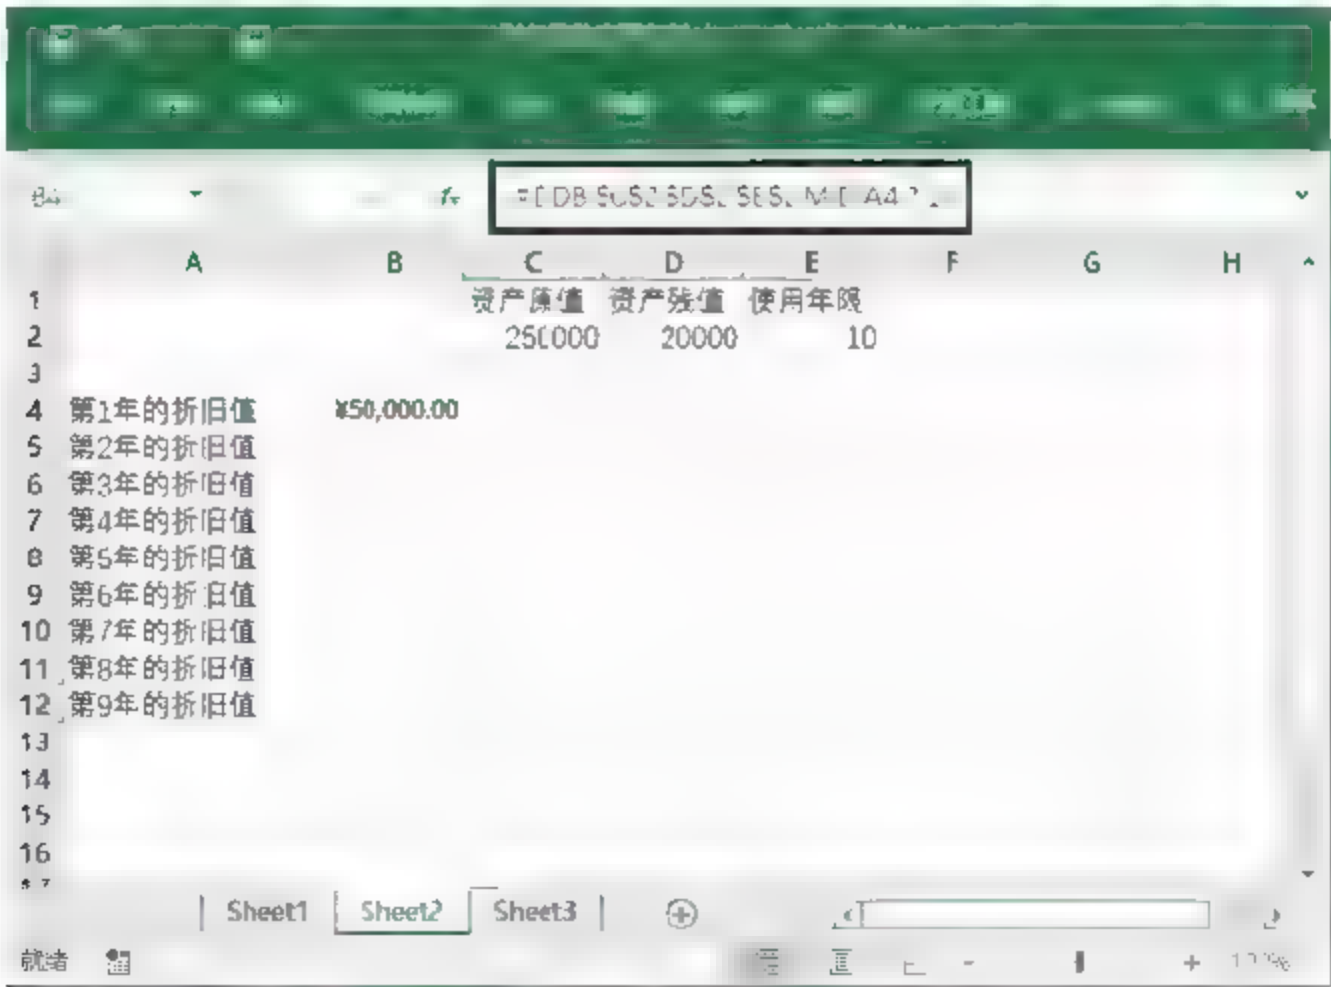 B4
A B C D E F G H
1 资产原值 资产残值 使用年限
2 250000 20000 10
3
4 第1年的折旧值 ¥50,000.00
5 第2年的折旧值
6 第3年的折旧值
7 第4年的折旧值
8 第5年的折旧值
9 第6年的折旧值
10 第7年的折旧值
11 第8年的折旧值
12 第9年的折旧值
13
14
15
16
Sheet1 Sheet2 Sheet3
就绪